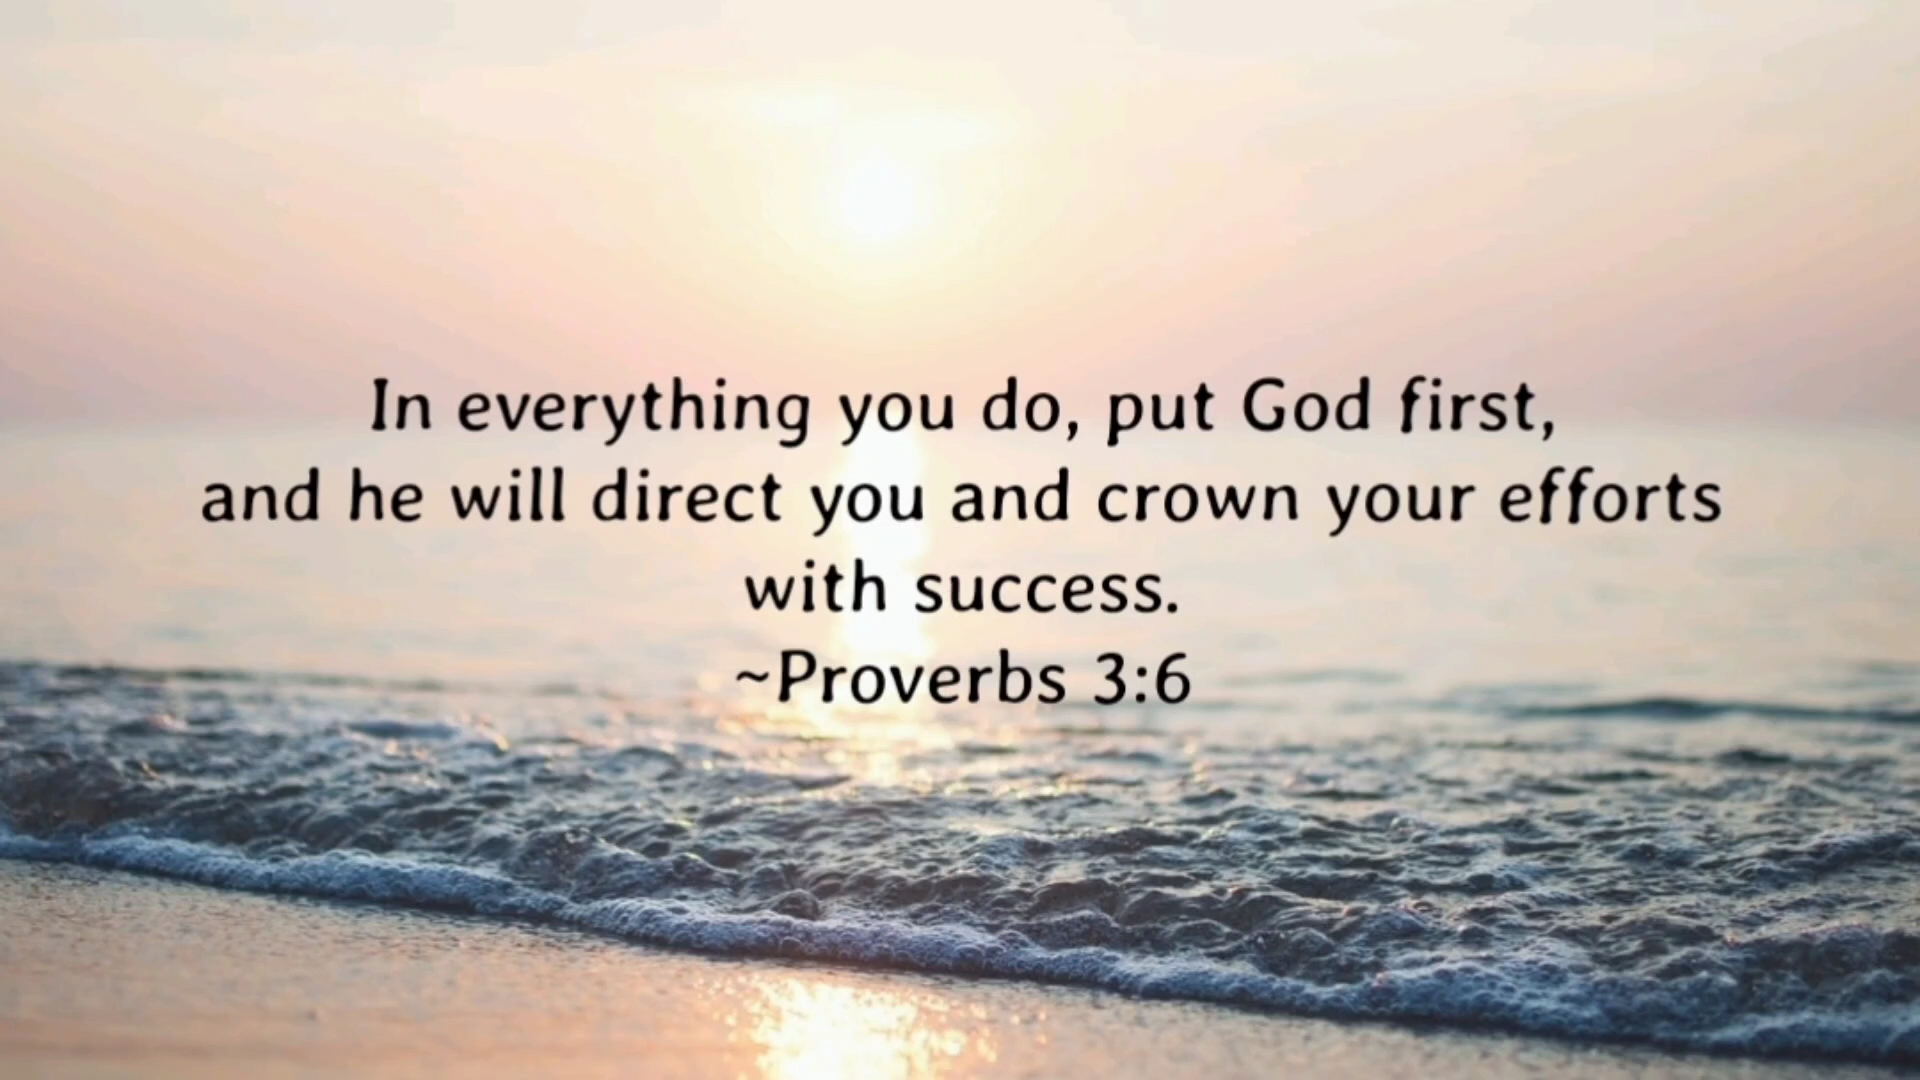 In everything you do, put God first,
and he will direct you and crown your efforts
with success.
~Proverbs 3:6